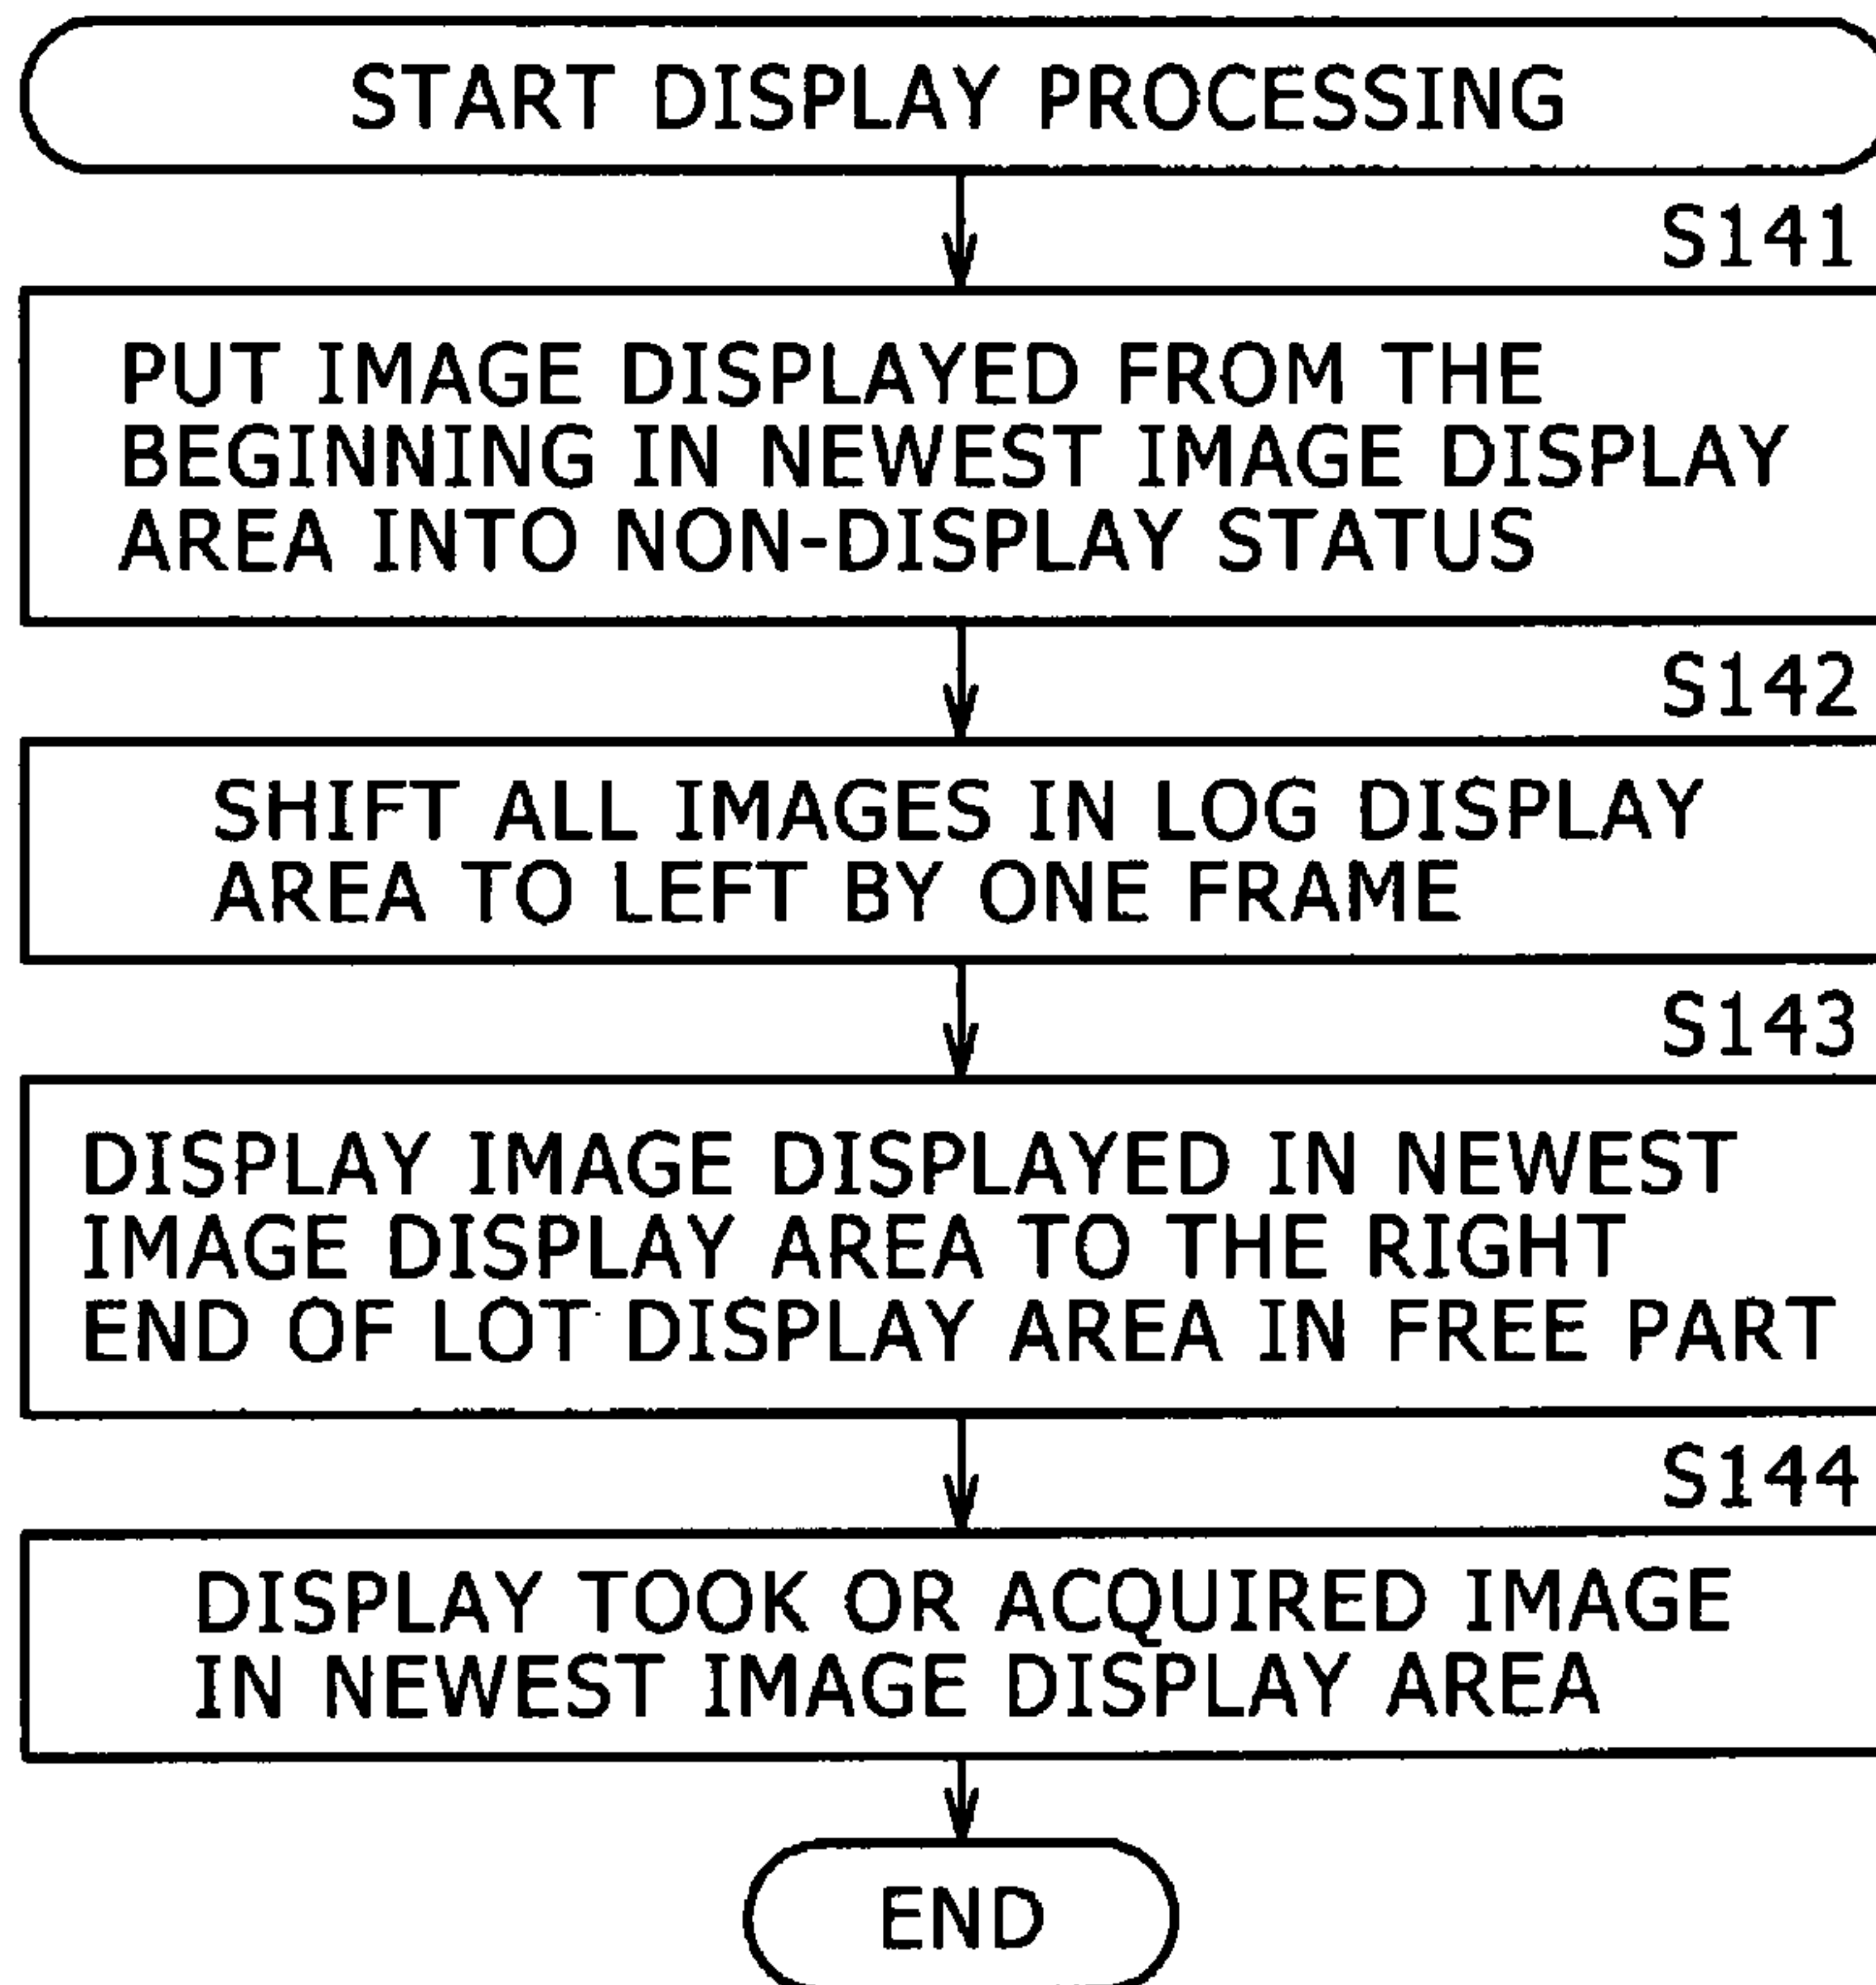 START DISPLAY PROCESSING
S141
PUT IMAGE DISPLAYED FROM THE
BEGINNING IN NEWEST IMAGE DISPLAY
AREA INTO NON-DISPLAY STATUS
S142
SHIFT ALL IMAGES IN LOG DISPLAY
AREA TO LEFT BY ONE FRAME
S143
DISPLAY IMAGE DISPLAYED IN NEWEST
IMAGE DISPLAY AREA TO THE RIGHT
END OF LOT DISPLAY AREA IN FREE PART
S144
DISPLAY TOOK OR ACQUIRED IMAGE
IN NEWEST IMAGE DISPLAY AREA
END